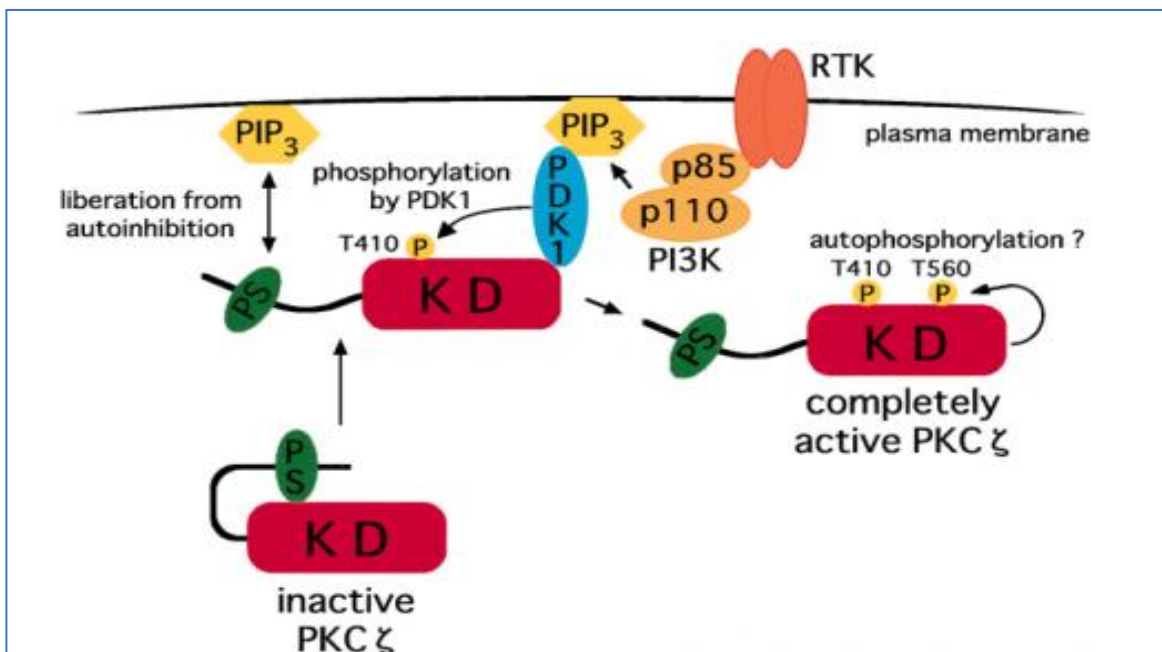 RTK
plasma membrane
PIP3
PIP3
phosphorylation
by PDK1
liberation from
autoinhibition
PDK1
p85
p110
PI3K
T410
P
KD
PS
autophosphorylation ?
T410 T560
P P
PS
KD
completely
active PKC ζ
PS
KD
inactive
PKC ζ